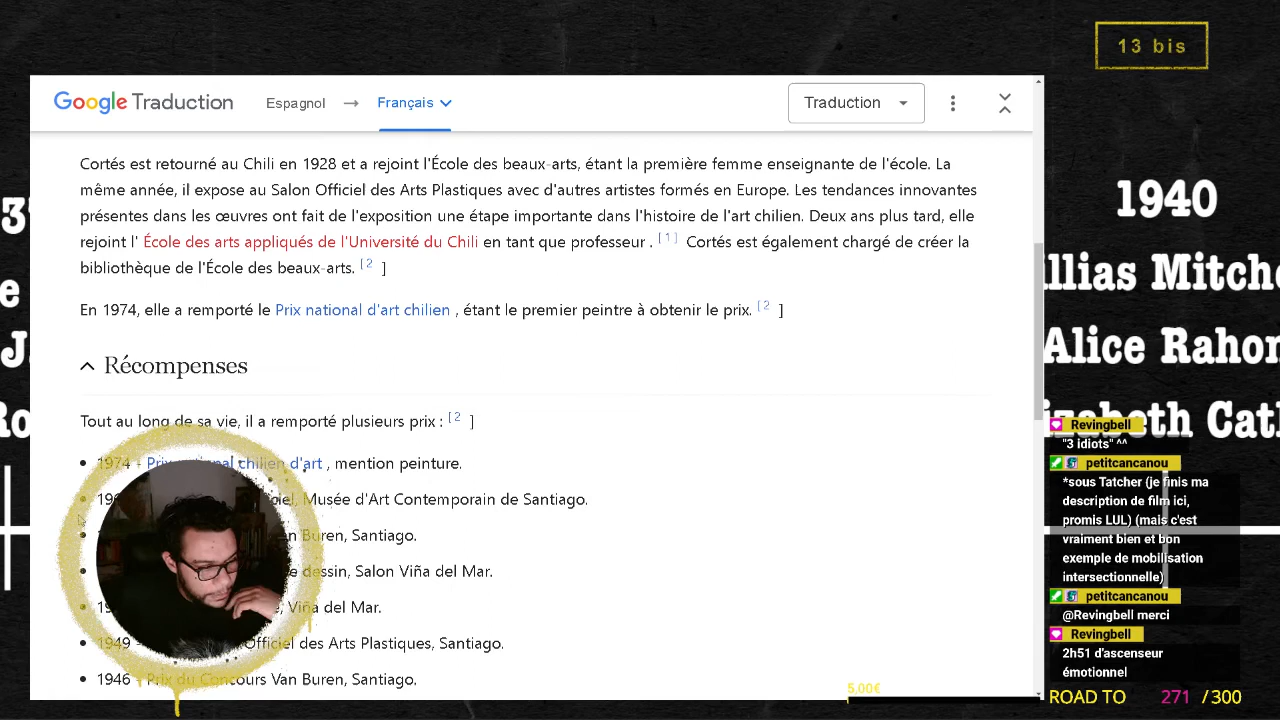 13 bis
Google Traduction
Espagnol → Français
Traduction
Cortés est retourné au Chili en 1928 et a rejoint l'École des beaux-arts, étant la première femme enseignante de l'école. La
même année, il expose au Salon Officiel des Arts Plastiques avec d'autres artistes formés en Europe. Les tendances innovantes
présentes dans les œuvres ont fait de l'exposition une étape importante dans l'histoire de l'art chilien. Deux ans plus tard, elle
rejoint l' École des arts appliqués de l'Université du Chili en tant que professeur . [1] Cortés est également chargé de créer la
bibliothèque de l'École des beaux-arts. [2 ]
En 1974, elle a remporté le Prix national d'art chilien , étant le premier peintre à obtenir le prix. [2 ]
Récompenses
Tout au long de sa vie, il a remporté plusieurs prix : [2 ]
1974 - Prix national chilien d'art , mention peinture.
Musée d'Art Contemporain de Santiago.
Buren, Santiago.
dessin, Salon Viña del Mar.
Viña del Mar.
1949 - Officiel des Arts Plastiques, Santiago.
1946 - Prix du Concours Van Buren, Santiago.
1940
Alice
Revingbell
"3 idiots" ^^
petitcancanou
*sous Tatcher (je finis ma
description de film ici,
promis LUL) (mais c'est
vraiment bien et bon
exemple de mobilisation
intersectionnelle)
petitcancanou
@Revingbell merci
Revingbell
2h51 d'ascenseur
émotionnel
5,00€
ROAD TO 271 /300